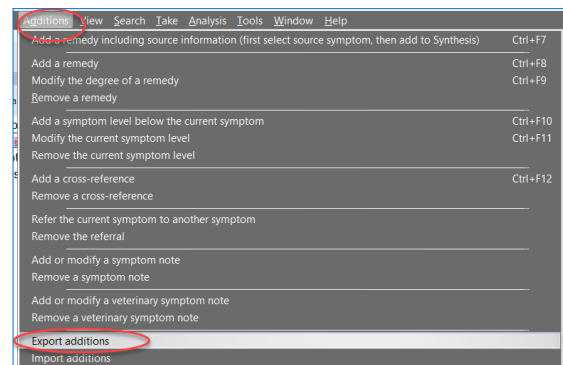 Additions View Search Take Analysis Tools Window Help
Add a remedy including source information (first select source symptom, then add to Synthesis) Ctrl+F7
Add a remedy Ctrl+F8
Modify the degree of a remedy Ctrl+F9
Remove a remedy
Add a symptom level below the current symptom Ctrl+F10
Modify the current symptom level Ctrl+F11
Remove the current symptom level
Add a cross-reference Ctrl+F12
Remove a cross-reference
Refer the current symptom to another symptom
Remove the referral
Add or modify a symptom note
Remove a symptom note
Add or modify a veterinary symptom note
Remove a veterinary symptom note
Export additions
Import additions